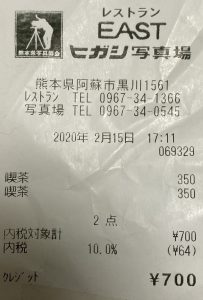 レストラン
EAST
ヒガシ写真場
熊本県写真師会
熊本県阿蘇市黒川1561
レストラン TEL 0967-34-1366
写真場 TEL 0967-34-0545
2020年 2月15日 17:11
069329
喫茶 350
喫茶 350
2 点
内税対象計 ¥700
内税 10.0% (¥64)
クレジット ¥700